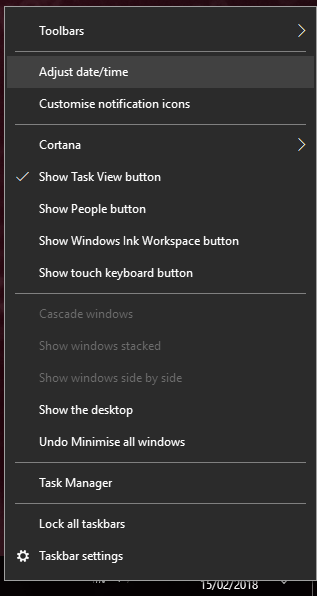 Toolbars
Adjust date/time
Customise notification icons
Cortana
Show Task View button
Show People button
Show Windows Ink Workspace button
Show touch keyboard button
Cascade windows
Show windows stacked
Show windows side by side
Show the desktop
Undo Minimise all windows
Task Manager
Lock all taskbars
Taskbar settings
15/02/2018